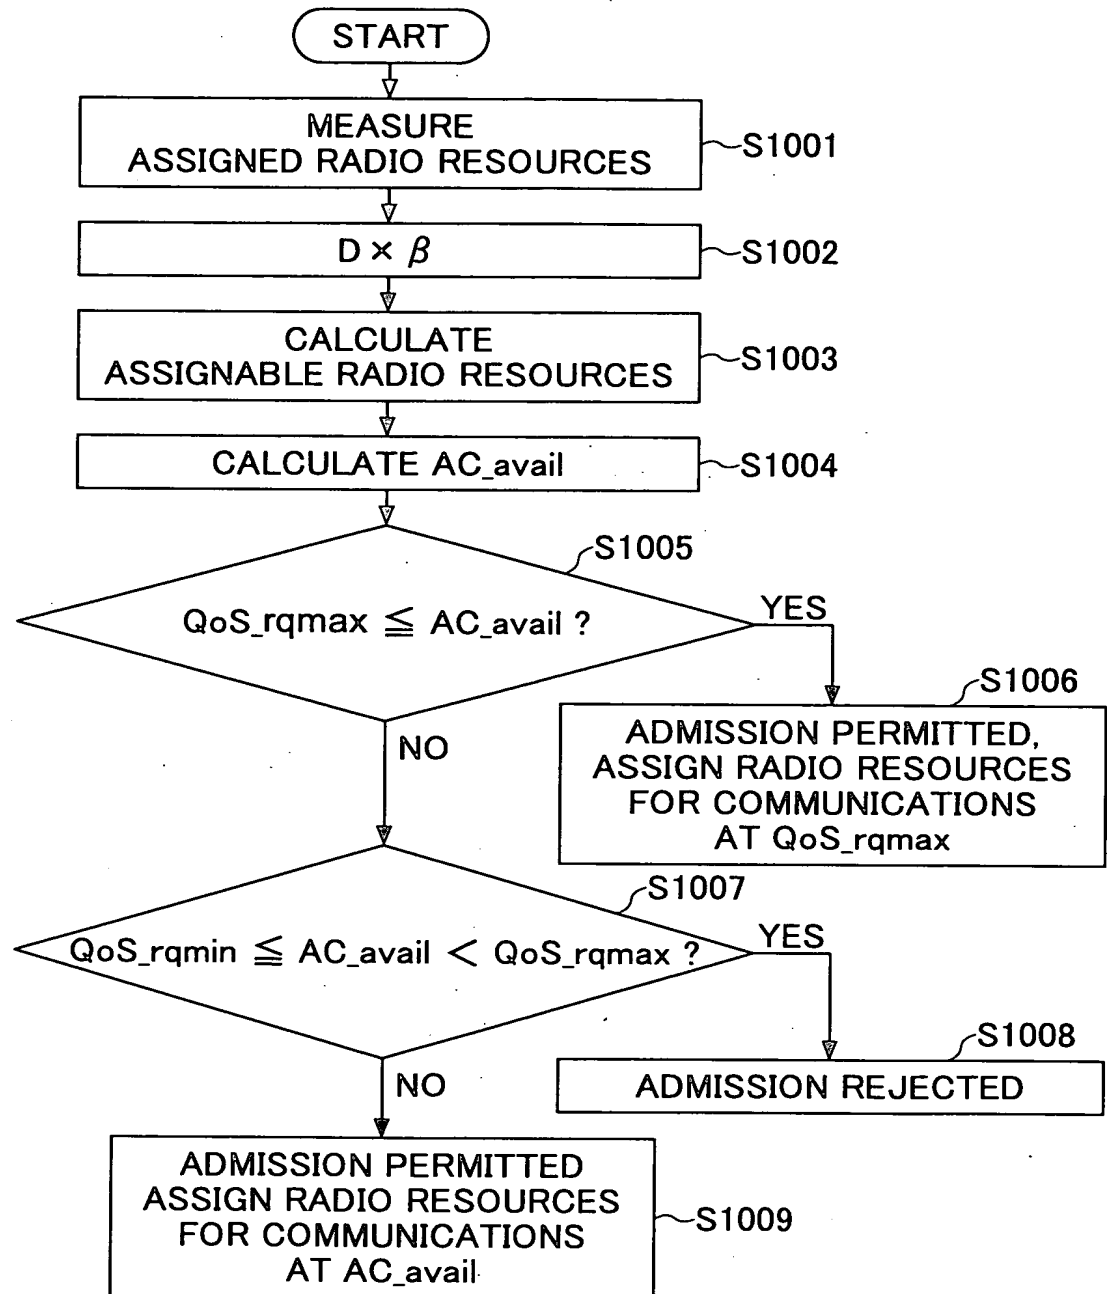 START
MEASURE
ASSIGNED RADIO RESOURCES
S1001
D × β
S1002
CALCULATE
ASSIGNABLE RADIO RESOURCES
S1003
CALCULATE AC_avail
S1004
S1005
QoS_rqmax ≦ AC_avail ?
YES
S1006
ADMISSION PERMITTED,
ASSIGN RADIO RESOURCES
FOR COMMUNICATIONS
AT QoS_rqmax
NO
S1007
QoS_rqmin ≦ AC_avail < QoS_rqmax ?
YES
S1008
ADMISSION REJECTED
NO
ADMISSION PERMITTED
ASSIGN RADIO RESOURCES
FOR COMMUNICATIONS
AT AC_avail
S1009